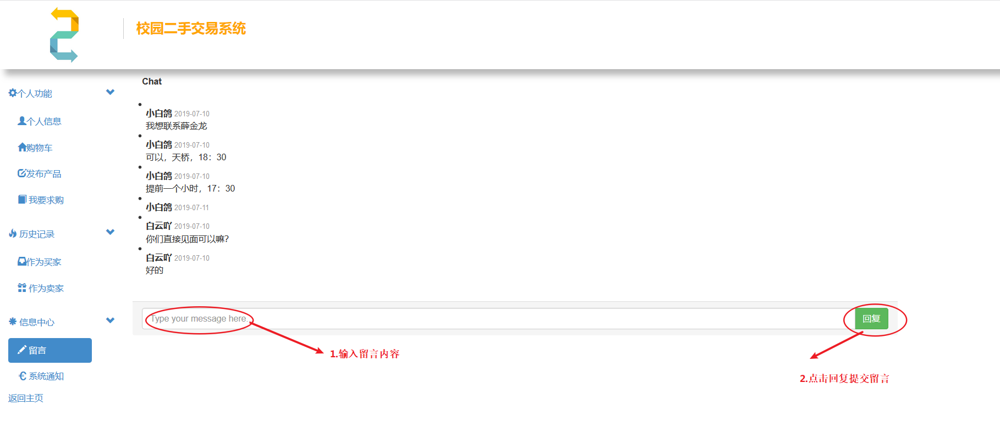 校园二手交易系统
个人功能
个人信息
购物车
发布产品
我要求购
历史记录
作为买家
作为卖家
信息中心
留言
系统通知
返回主页
Chat
小白鸽 2019-07-10
我想联系薛金龙
小白鸽 2019-07-10
可以，天桥，18：30
小白鸽 2019-07-10
提前一个小时，17：30
小白鸽 2019-07-11
白云吖 2019-07-10
你们直接见面可以嘛？
白云吖 2019-07-10
好的
Type your message here..
回复
1.输入留言内容
2.点击回复提交留言